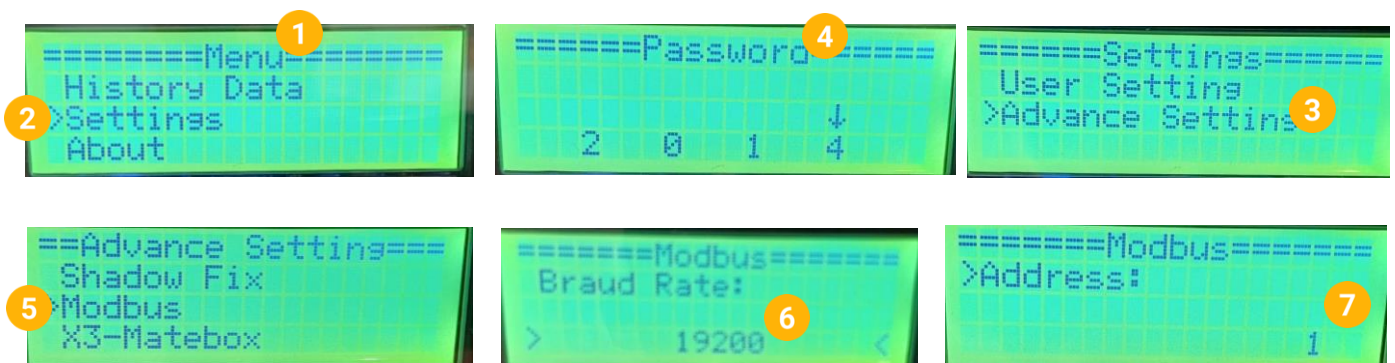 1
=======Menu=======
History Data
2 >Settings
About
======Password 4 =====
↓
2 0 1 4
======Settings======
User Setting
>Advance Setting 3
==Advance Setting===
Shadow Fix
5 >Modbus
X3-Matebox
=======Modbus=======
Braud Rate:
6
> 19200 <
=======Modbus=======
>Address:
7
1